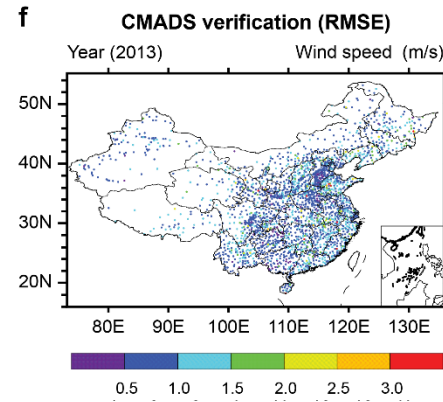 f
CMADS verification (RMSE)
Year (2013) Wind speed (m/s)
50N
40N
30N
20N
80E 90E 100E 110E 120E 130E
0.5 1.0 1.5 2.0 2.5 3.0